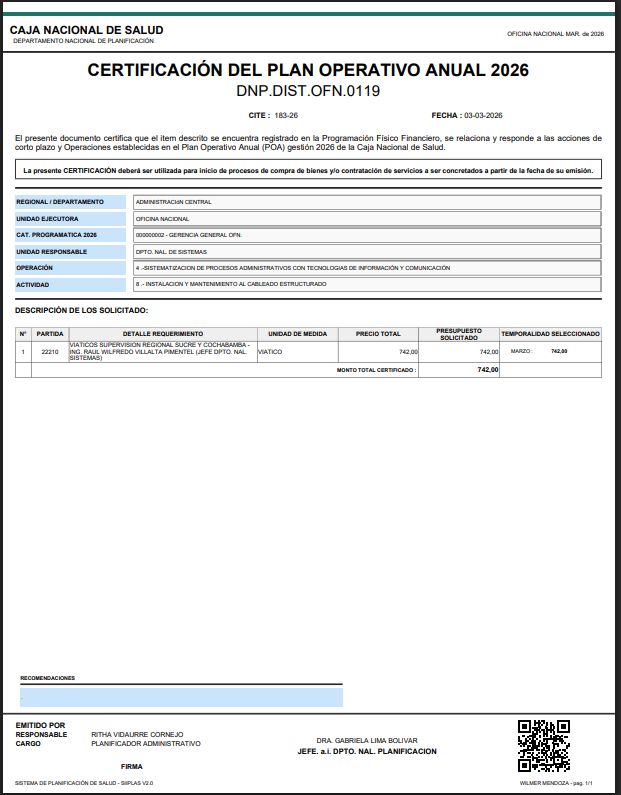 CAJA NACIONAL DE SALUD
DEPARTAMENTO NACIONAL DE PLANIFICACIÓN
OFICINA NACIONAL MAR. de 2026
CERTIFICACIÓN DEL PLAN OPERATIVO ANUAL 2026
DNP.DIST.OFN.0119
CITE : 183-26 FECHA : 03-03-2026
El presente documento certifica que el item descrito se encuentra registrado en la Programación Físico Financiero, se relaciona y responde a las acciones de
corto plazo y Operaciones establecidas en el Plan Operativo Anual (POA) gestión 2026 de la Caja Nacional de Salud.
La presente CERTIFICACIÓN deberá ser utilizada para inicio de procesos de compra de bienes y/o contratación de servicios a ser concretados a partir de la fecha de su emisión.
REGIONAL / DEPARTAMENTO ADMINISTRACIóN CENTRAL
UNIDAD EJECUTORA OFICINA NACIONAL
CAT. PROGRAMATICA 2026 000000002 - GERENCIA GENERAL OFN.
UNIDAD RESPONSABLE DPTO. NAL. DE SISTEMAS
OPERACIÓN 4 .-SISTEMATIZACION DE PROCESOS ADMINISTRATIVOS CON TECNOLOGIAS DE INFORMACIÓN Y COMUNICACIÓN
ACTIVIDAD 8 .- INSTALACION Y MANTENIMIENTO AL CABLEADO ESTRUCTURADO
DESCRIPCIÓN DE LOS SOLICITADO:
N° PARTIDA DETALLE REQUERIMIENTO UNIDAD DE MEDIDA PRECIO TOTAL PRESUPUESTO SOLICITADO TEMPORALIDAD SELECCIONADO
1 22210 VIATICOS SUPERVISION REGIONAL SUCRE Y COCHABAMBA -
ING. RAUL WILFREDO VILLALTA PIMENTEL (JEFE DPTO. NAL.
SISTEMAS)
VIATICO 742,00 742,00 MARZO : 742,00
MONTO TOTAL CERTIFICADO : 742,00
RECOMENDACIONES
EMITIDO POR
RESPONSABLE RITHA VIDAURRE CORNEJO
CARGO PLANIFICADOR ADMINISTRATIVO
FIRMA
DRA. GABRIELA LIMA BOLIVAR
JEFE. a.i. DPTO. NAL. PLANIFICACION
SISTEMA DE PLANIFICACIÓN DE SALUD - SIIPLAS V2.0
WILMER MENDOZA - pag. 1/1